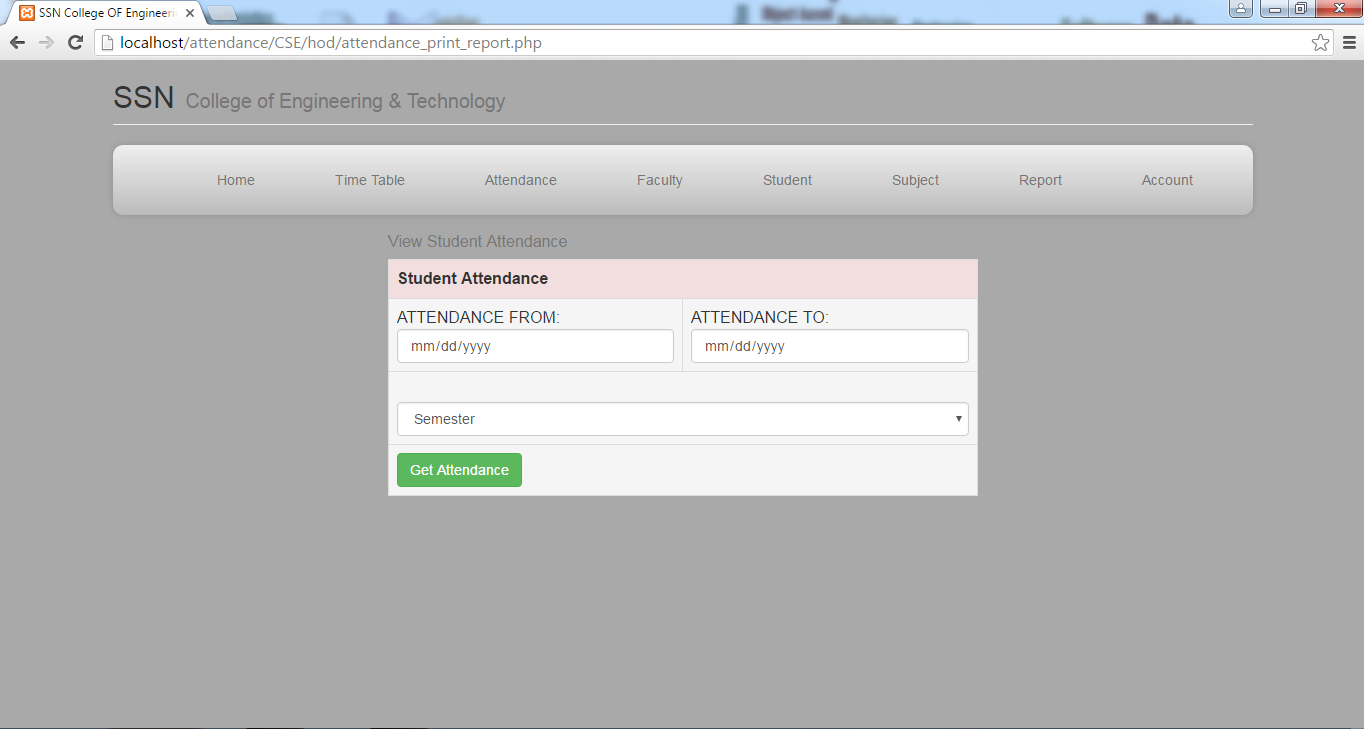 SSN College OF Engineeri
localhost/attendance/CSE/hod/attendance_print_report.php
SSN College of Engineering & Technology
Home Time Table Attendance Faculty Student Subject Report Account
View Student Attendance
Student Attendance
ATTENDANCE FROM: ATTENDANCE TO:
mm/dd/yyyy mm/dd/yyyy
Semester
Get Attendance